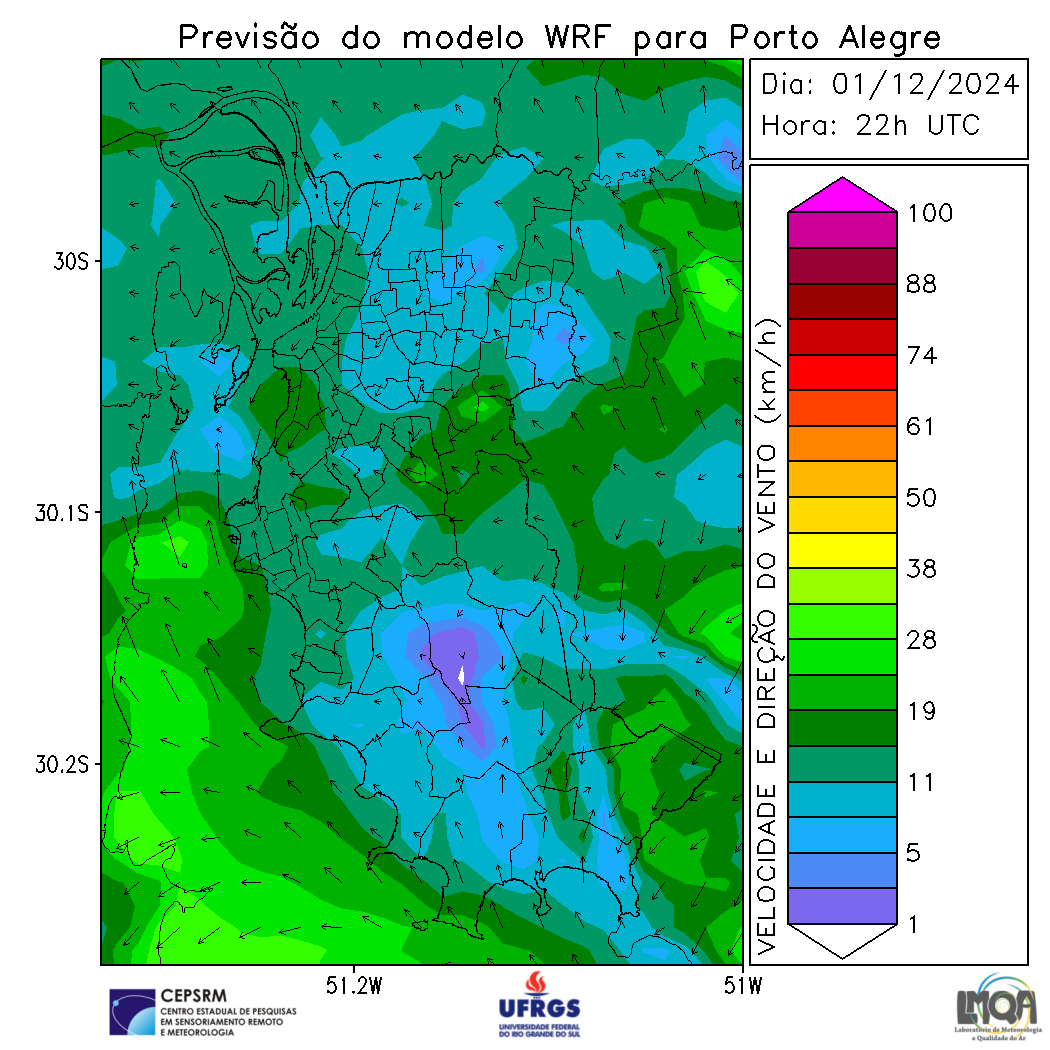 Previsão do modelo WRF para Porto Alegre
Dia: 01/12/2024
Hora: 22h UTC
30S
30.1S
30.2S
51.2W
51W
VELOCIDADE E DIREÇÃO DO VENTO (km/h)
100
88
74
61
50
38
28
19
11
5
1
CEPSRM
CENTRO ESTADUAL DE PESQUISAS
EM SENSORIAMENTO REMOTO
E METEOROLOGIA
UFRGS
UNIVERSIDADE FEDERAL
DO RIO GRANDE DO SUL
LMQA
Laboratório de Meteorologia
e Qualidade do Ar